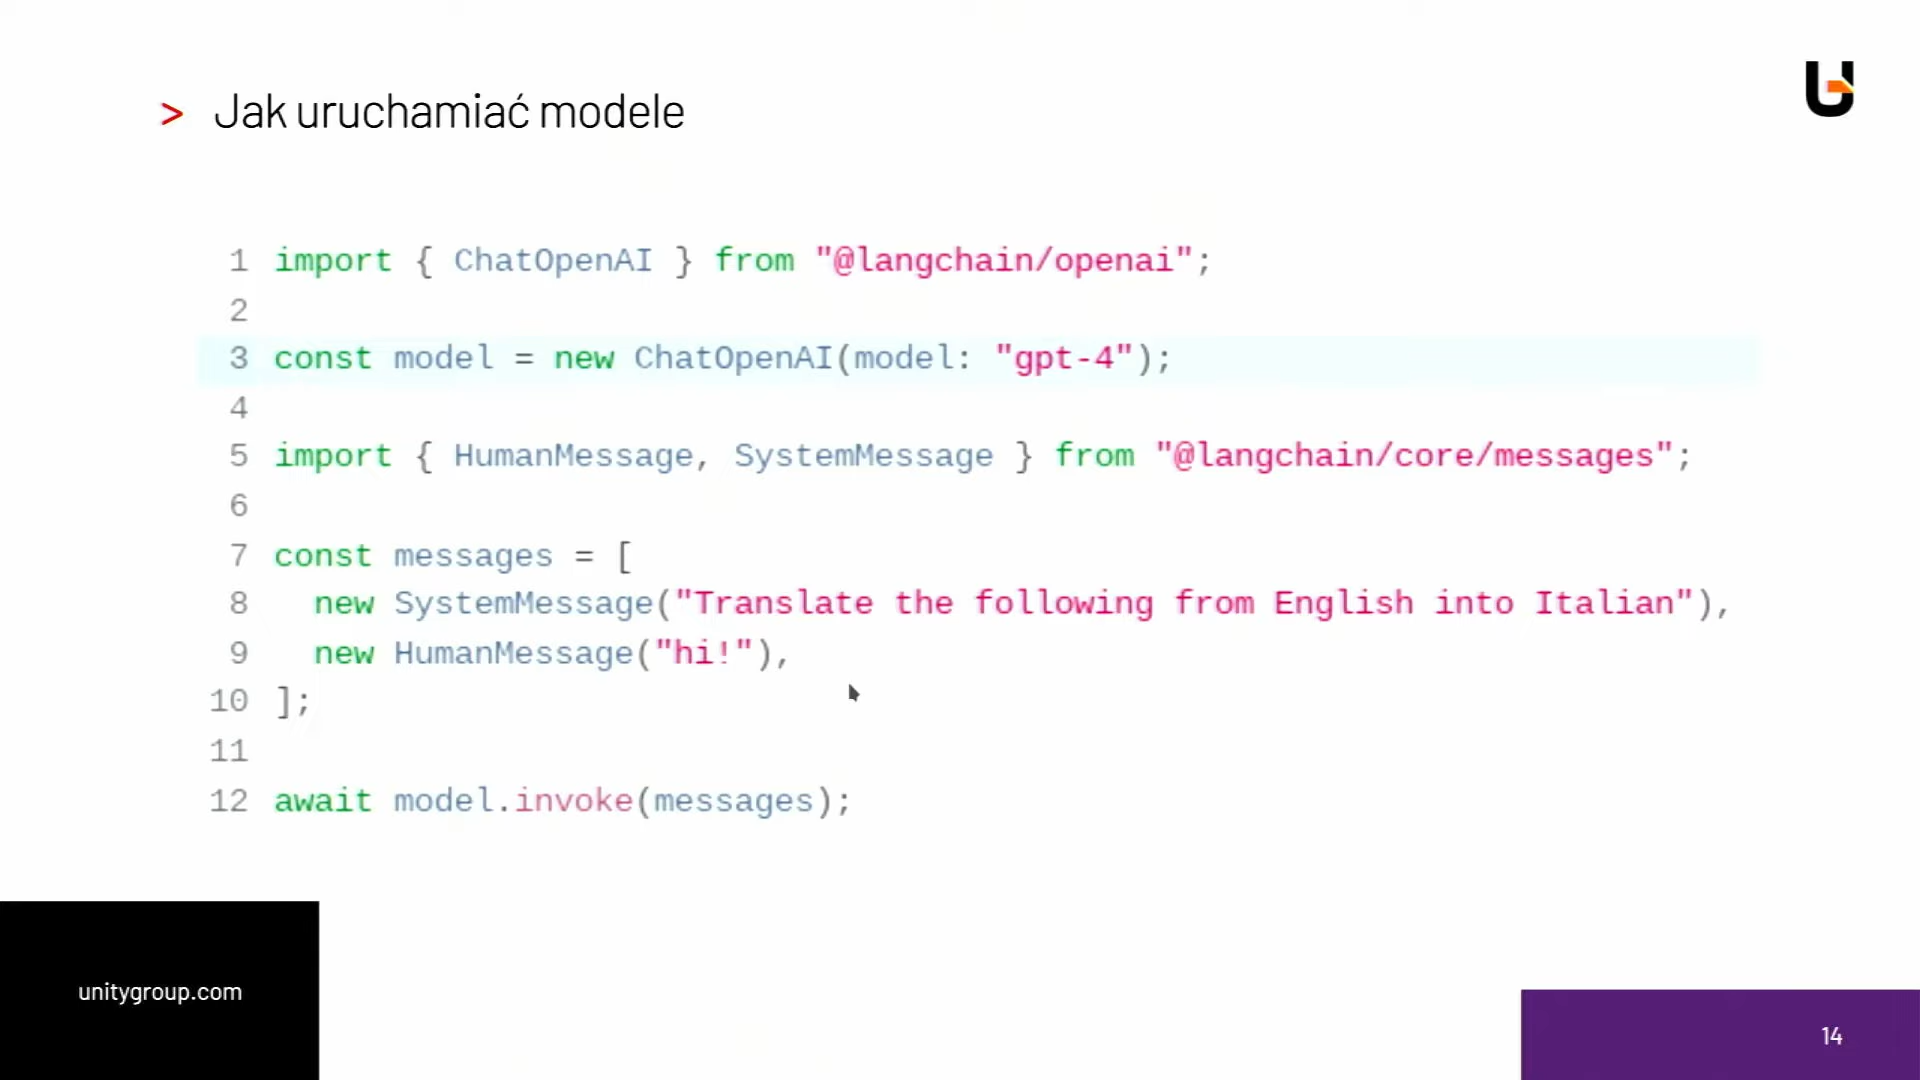 > Jak uruchamiać modele
1 import { ChatOpenAI } from "@langchain/openai";
2
3 const model = new ChatOpenAI(model: "gpt-4");
4
5 import { HumanMessage, SystemMessage } from "@langchain/core/messages";
6
7 const messages = [
8   new SystemMessage("Translate the following from English into Italian"),
9   new HumanMessage("hi!"),
10 ];
11
12 await model.invoke(messages);
unitygroup.com
14